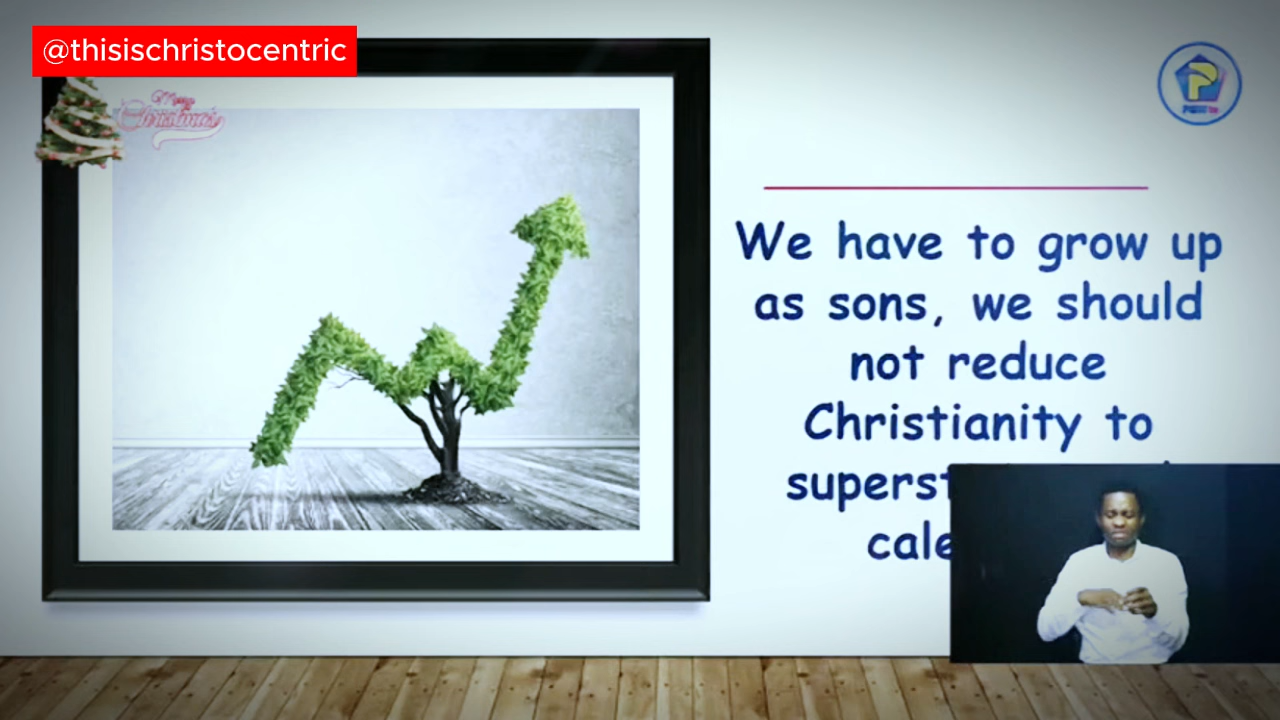 @thisischristocentric
Merry
Christmas
P
We have to grow up
as sons, we should
not reduce
Christianity to